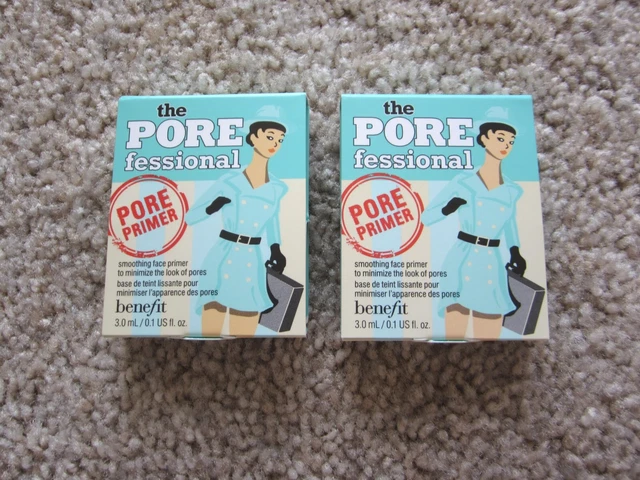 the
PORE
fessional
PORE
PRIMER
smoothing face primer
to minimize the look of pores
base de teint lissante pour
minimiser l'apparence des pores
benefit
3.0 mL / 0.1 US fl. oz.
the
PORE
fessional
PORE
PRIMER
smoothing face primer
to minimize the look of pores
base de teint lissante pour
minimiser l'apparence des pores
benefit
3.0 mL / 0.1 US fl. oz.